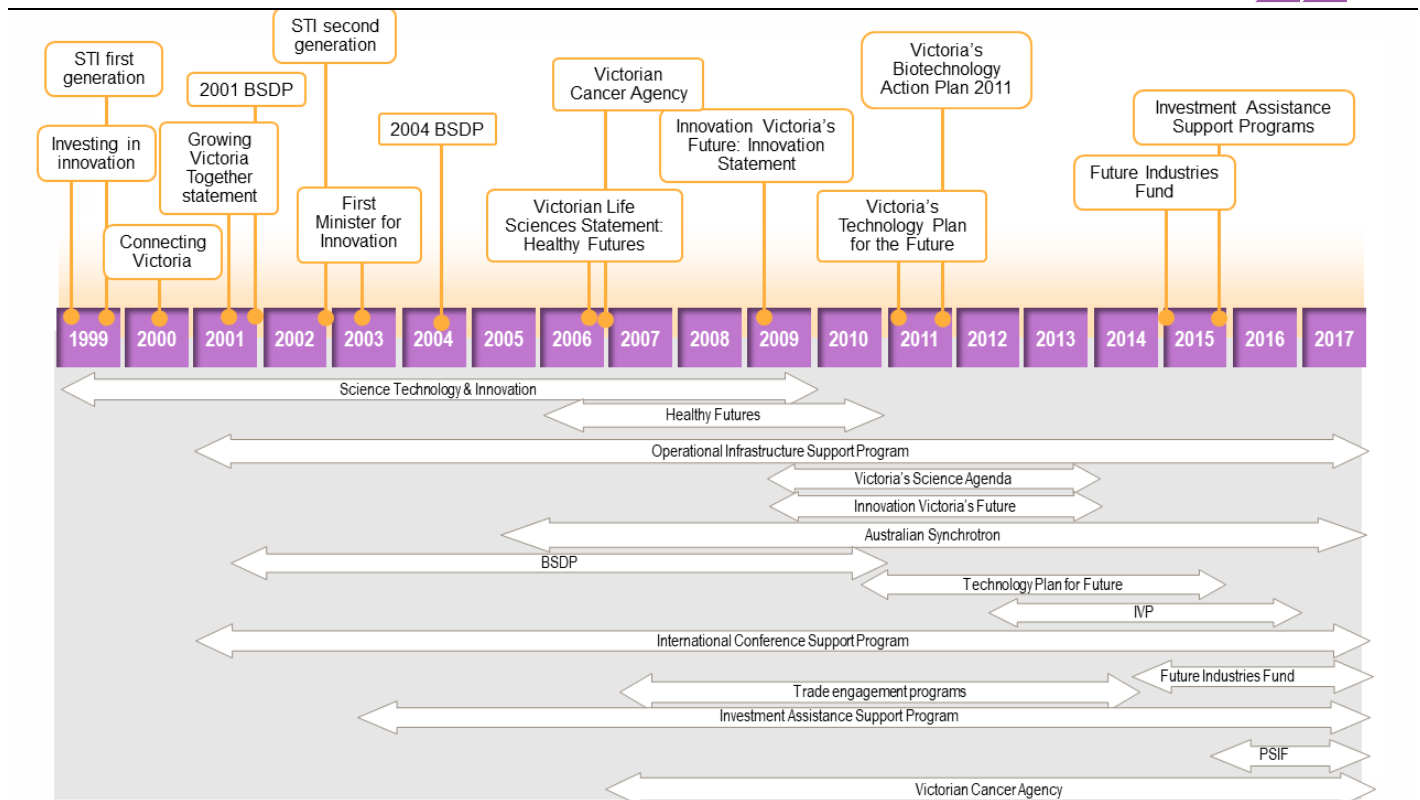 STI first
generation
Investing in
innovation
Connecting
Victoria
2001 BSDP
Growing
Victoria
Together
statement
STI second
generation
First
Minister for
Innovation
2004 BSDP
Victorian
Cancer Agency
Victorian Life
Sciences Statement:
Healthy Futures
Innovation Victoria's
Future: Innovation
Statement
Victoria's
Biotechnology
Action Plan 2011
Victoria's
Technology Plan
for the Future
Investment Assistance
Support Programs
Future Industries
Fund
1999 2000 2001 2002 2003 2004 2005 2006 2007 2008 2009 2010 2011 2012 2013 2014 2015 2016 2017
Science Technology & Innovation
Healthy Futures
Operational Infrastructure Support Program
Victoria's Science Agenda
Innovation Victoria's Future
Australian Synchrotron
BSDP
Technology Plan for Future
IVP
International Conference Support Program
Future Industries Fund
Trade engagement programs
Investment Assistance Support Program
PSIF
Victorian Cancer Agency